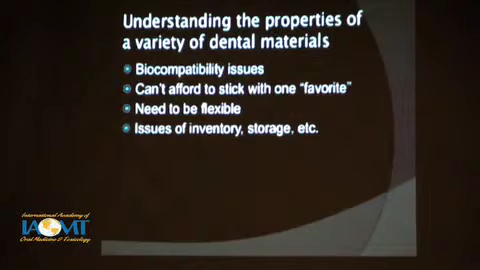 Understanding the properties of
a variety of dental materials
Biocompatibility issues
Can't afford to stick with one "favorite"
Need to be flexible
Issues of inventory, storage, etc.
International Academy of
IAOMT
Oral Medicine & Toxicology